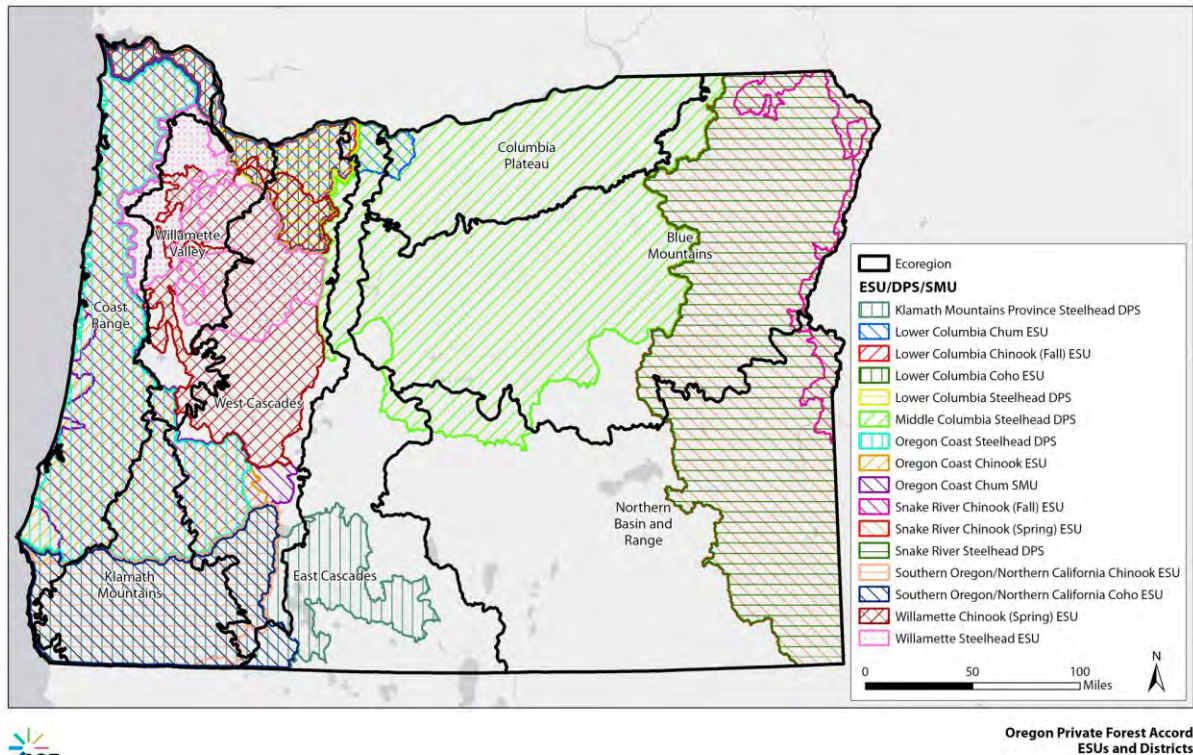 Columbia
Plateau
Blue
Mountains
Willamette
Valley
Coast
Range
West Cascades
Northern
Basin and
Range
East Cascades
Klamath
Mountains
Ecoregion
ESU/DPS/SMU
Klamath Mountains Province Steelhead DPS
Lower Columbia Chum ESU
Lower Columbia Chinook (Fall) ESU
Lower Columbia Coho ESU
Lower Columbia Steelhead DPS
Middle Columbia Steelhead DPS
Oregon Coast Steelhead DPS
Oregon Coast Chinook ESU
Oregon Coast Chum SMU
Snake River Chinook (Fall) ESU
Snake River Chinook (Spring) ESU
Snake River Steelhead DPS
Southern Oregon/Northern California Chinook ESU
Southern Oregon/Northern California Coho ESU
Willamette Chinook (Spring) ESU
Willamette Steelhead ESU
N
0 50 100
Miles
Oregon Private Forest Accord
ESUs and Districts